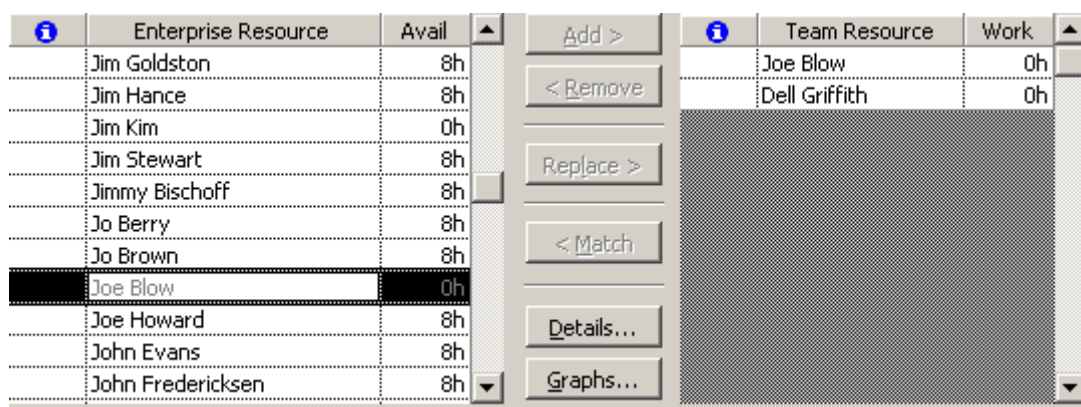 Enterprise Resource Avail
Jim Goldston 8h
Jim Hance 8h
Jim Kim 0h
Jim Stewart 8h
Jimmy Bischoff 8h
Jo Berry 8h
Jo Brown 8h
Joe Blow 0h
Joe Howard 8h
John Evans 8h
John Fredericksen 8h
Add >
< Remove
Replace >
< Match
Details...
Graphs...
Team Resource Work
Joe Blow 0h
Dell Griffith 0h